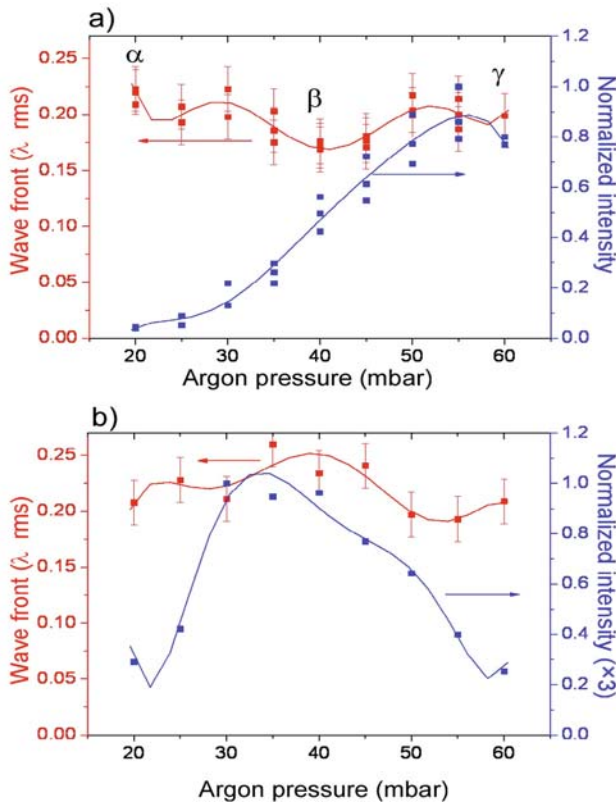 a)
α
β
γ
0.25
0.20
0.15
0.10
0.05
0.00
Wave front (λ rms)
1.2
1.0
0.8
0.6
0.4
0.2
0.0
Normalized intensity
20 30 40 50 60
Argon pressure (mbar)
b)
0.25
0.20
0.15
0.10
0.05
0.00
Wave front (λ rms)
1.2
1.0
0.8
0.6
0.4
0.2
0.0
Normalized intensity (×3)
20 30 40 50 60
Argon pressure (mbar)